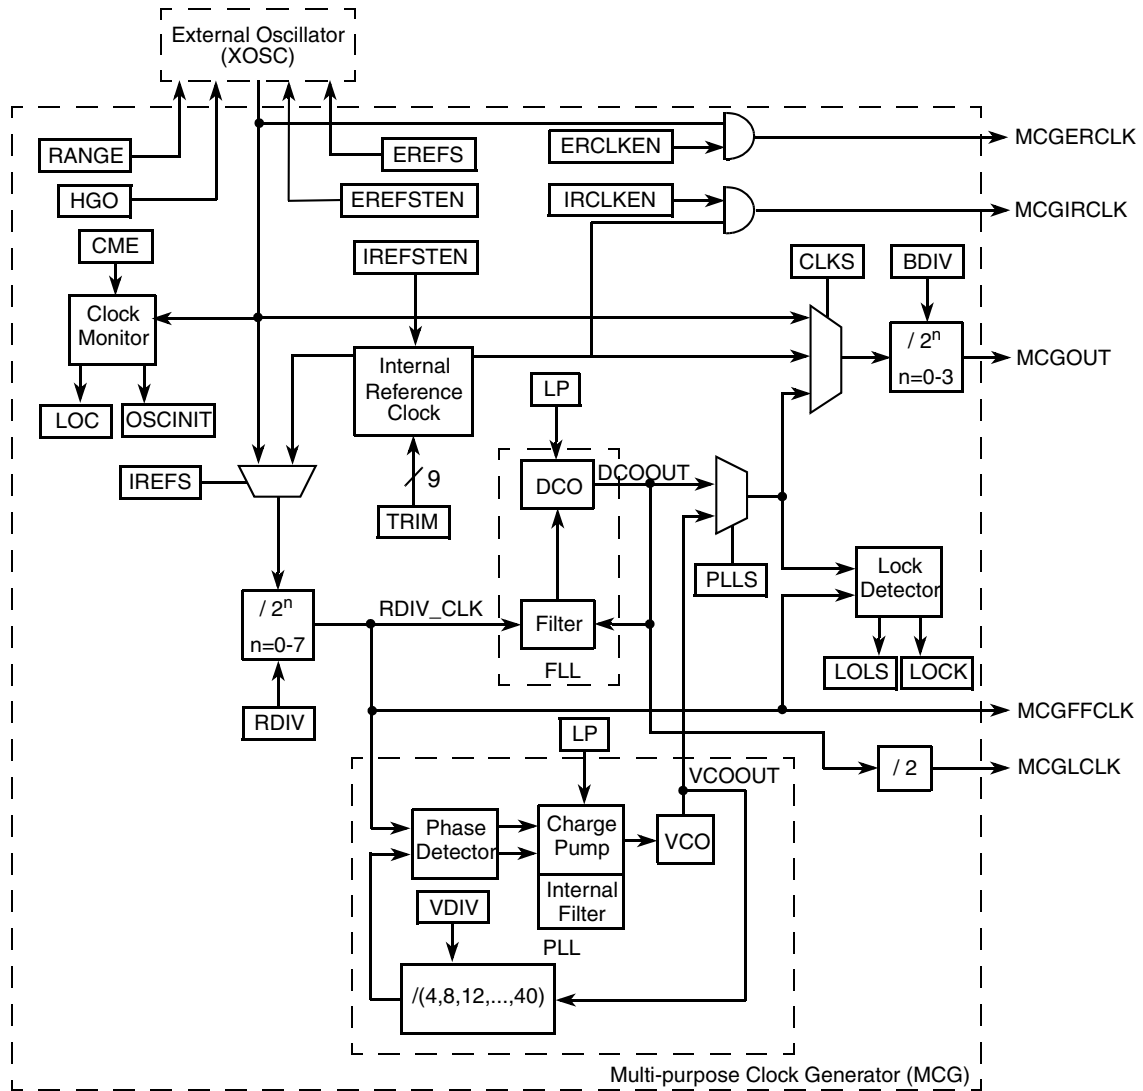 External Oscillator
(XOSC)
RANGE
EREFS
ERCLKEN
MCGERCLK
HGO
EREFSTEN
IRCLKEN
MCGIRCLK
CME
IREFSTEN
CLKS
BDIV
Clock
Monitor
/ 2ⁿ
n=0-3
MCGOUT
Internal
Reference
Clock
LP
LOC
OSCINIT
IREFS
9
TRIM
DCO
DCOOUT
PLLS
Lock
Detector
/ 2ⁿ
n=0-7
RDIV_CLK
Filter
FLL
LOLS
LOCK
RDIV
MCGFFCLK
LP
/ 2
MCGLCLK
VCOOUT
Phase
Detector
Charge
Pump
VCO
Internal
Filter
VDIV
PLL
/(4,8,12,...,40)
Multi-purpose Clock Generator (MCG)